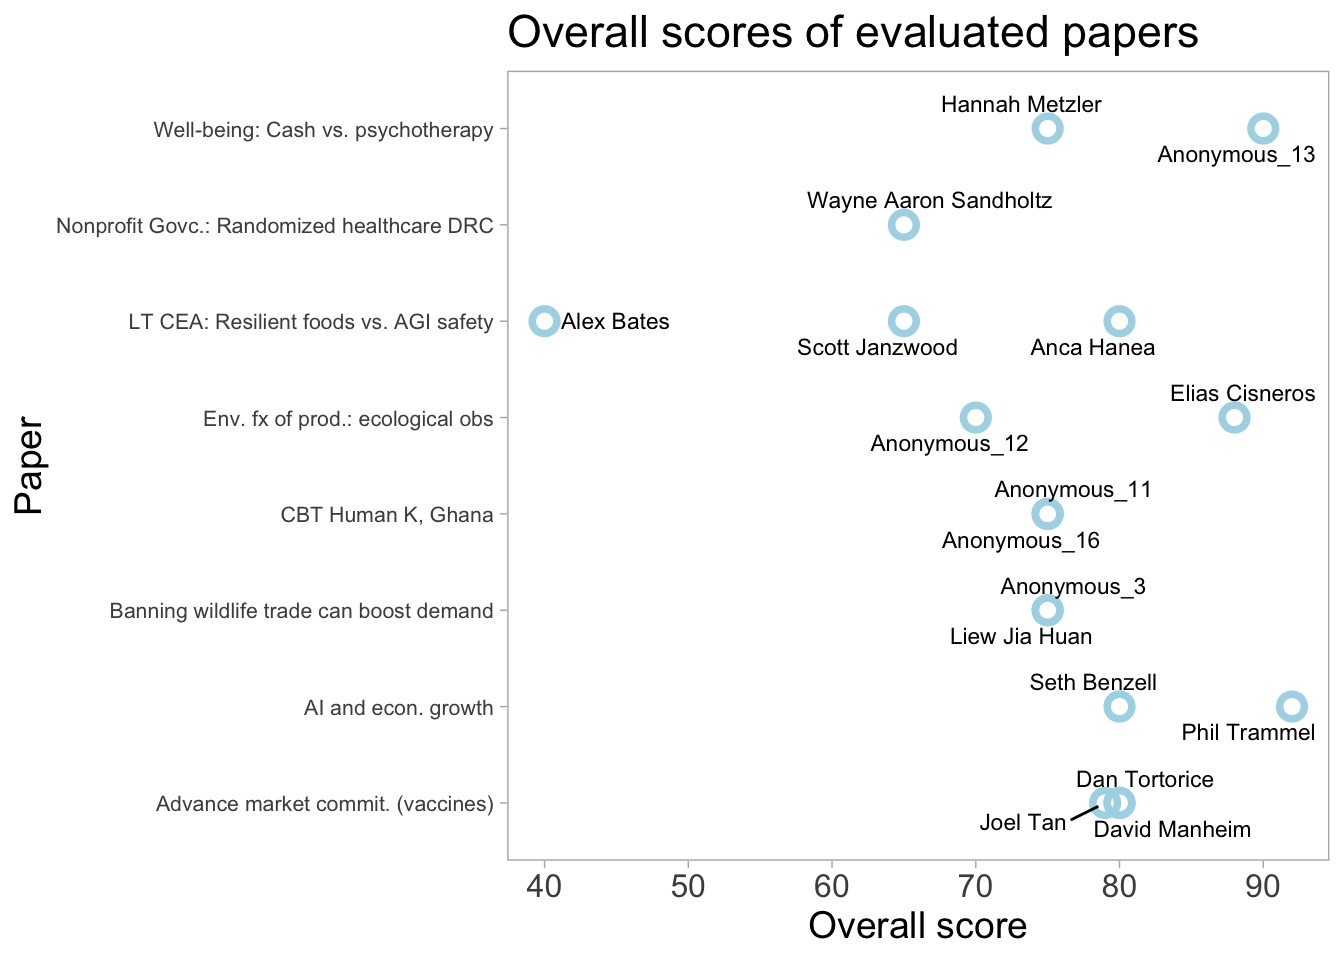 Overall scores of evaluated papers
Paper
Well-being: Cash vs. psychotherapy
Hannah Metzler
Anonymous_13
Nonprofit Govc.: Randomized healthcare DRC
Wayne Aaron Sandholtz
LT CEA: Resilient foods vs. AGI safety
Alex Bates
Scott Janzwood
Anca Hanea
Env. fx of prod.: ecological obs
Elias Cisneros
Anonymous_12
CBT Human K, Ghana
Anonymous_11
Anonymous_16
Banning wildlife trade can boost demand
Anonymous_3
Liew Jia Huan
AI and econ. growth
Seth Benzell
Phil Trammel
Advance market commit. (vaccines)
Dan Tortorice
Joel Tan
David Manheim
40 50 60 70 80 90
Overall score